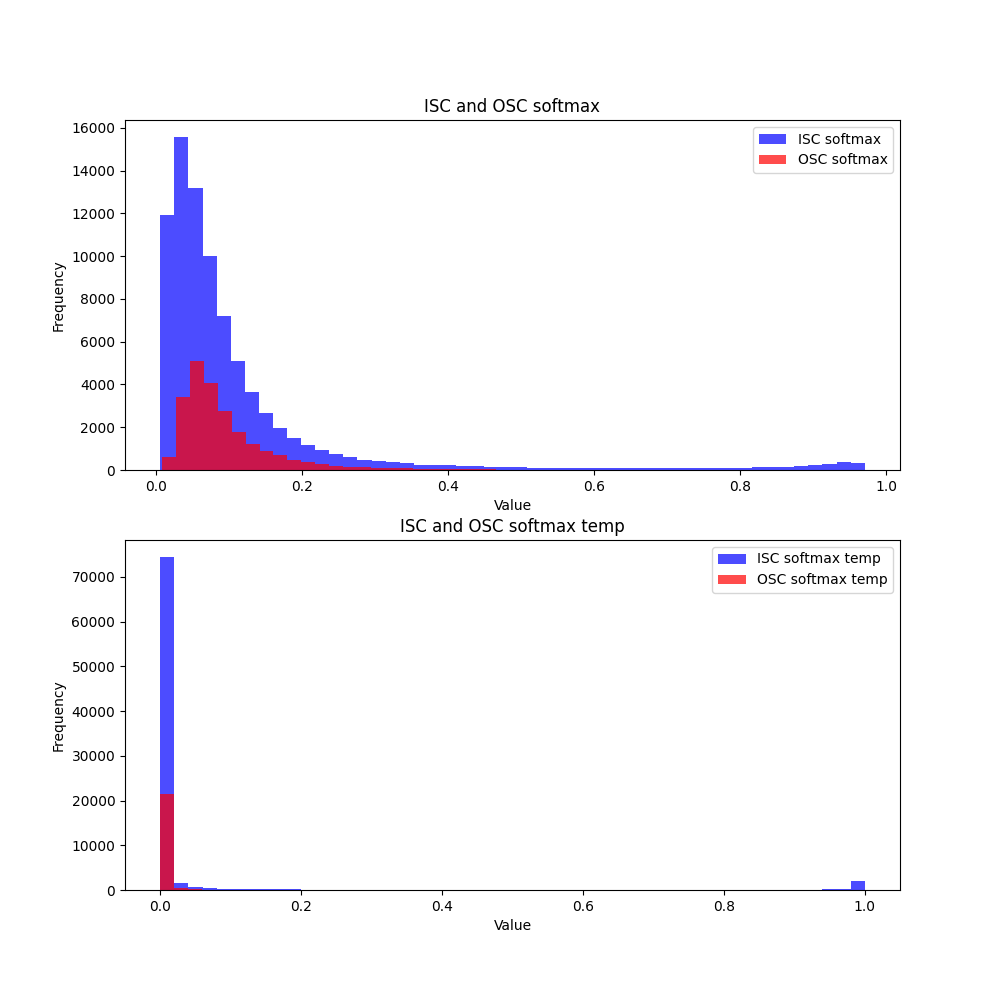 ISC and OSC softmax
16000
14000
12000
10000
8000
6000
4000
2000
0
Frequency
ISC softmax
OSC softmax
0.0 0.2 0.4 0.6 0.8 1.0
Value
ISC and OSC softmax temp
70000
60000
50000
40000
30000
20000
10000
0
Frequency
ISC softmax temp
OSC softmax temp
0.0 0.2 0.4 0.6 0.8 1.0
Value